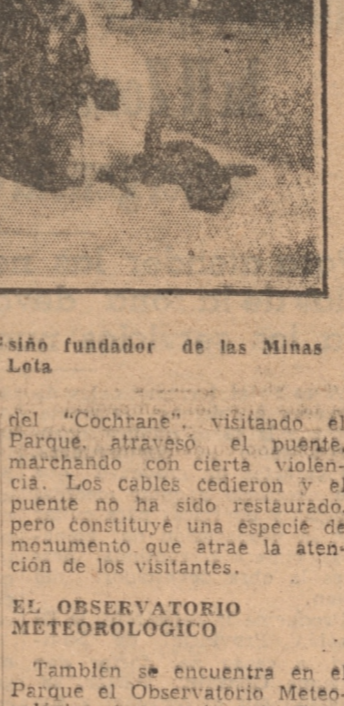 siño fundador de las Minas
Lota
del "Cochrane", visitando el
Parque, atravesó el puente,
marchando con cierta violen-
cia. Los cables cedieron y el
puente no ha sido restaurado,
pero constituye una especie de
monumento que atrae la aten-
ción de los visitantes.
EL OBSERVATORIO
METEOROLOGICO
También se encuentra en el
Parque el Observatorio Meteo-